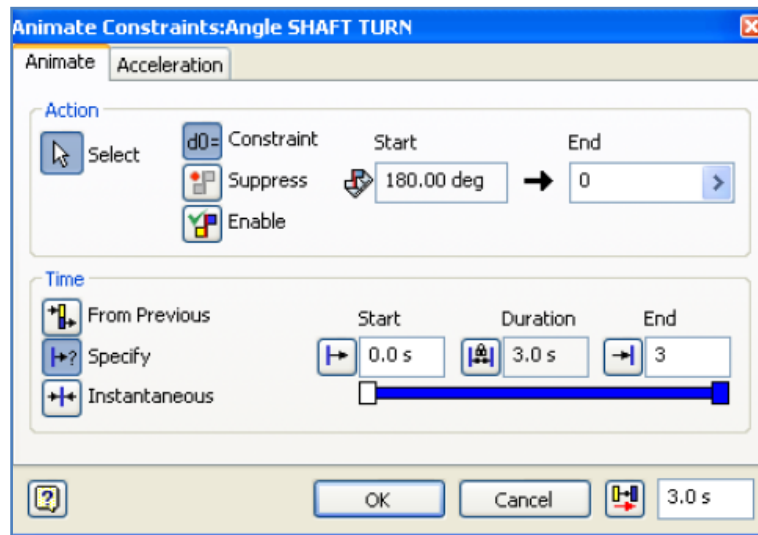 Animate Constraints:Angle SHAFT TURN
Animate Acceleration
Action
Select
d0= Constraint
Suppress
Enable
Start End
180.00 deg 0
Time
From Previous
Specify
Instantaneous
Start Duration End
0.0 s 3.0 s 3
OK Cancel 3.0 s